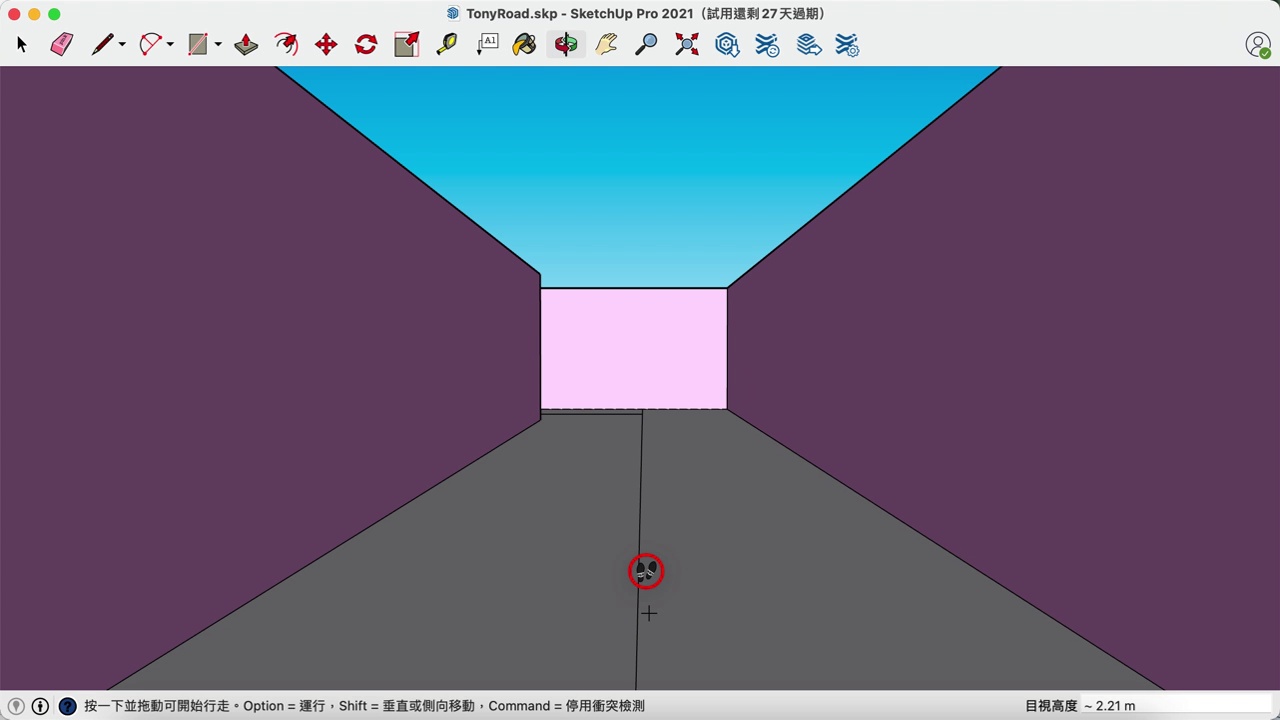 TonyRoad.skp - SketchUp Pro 2021（試用還剩 27 天過期）
A1
按一下並拖動可開始行走。Option = 運行，Shift = 垂直或側向移動，Command = 停用衝突檢測
目視高度 ~ 2.21 m